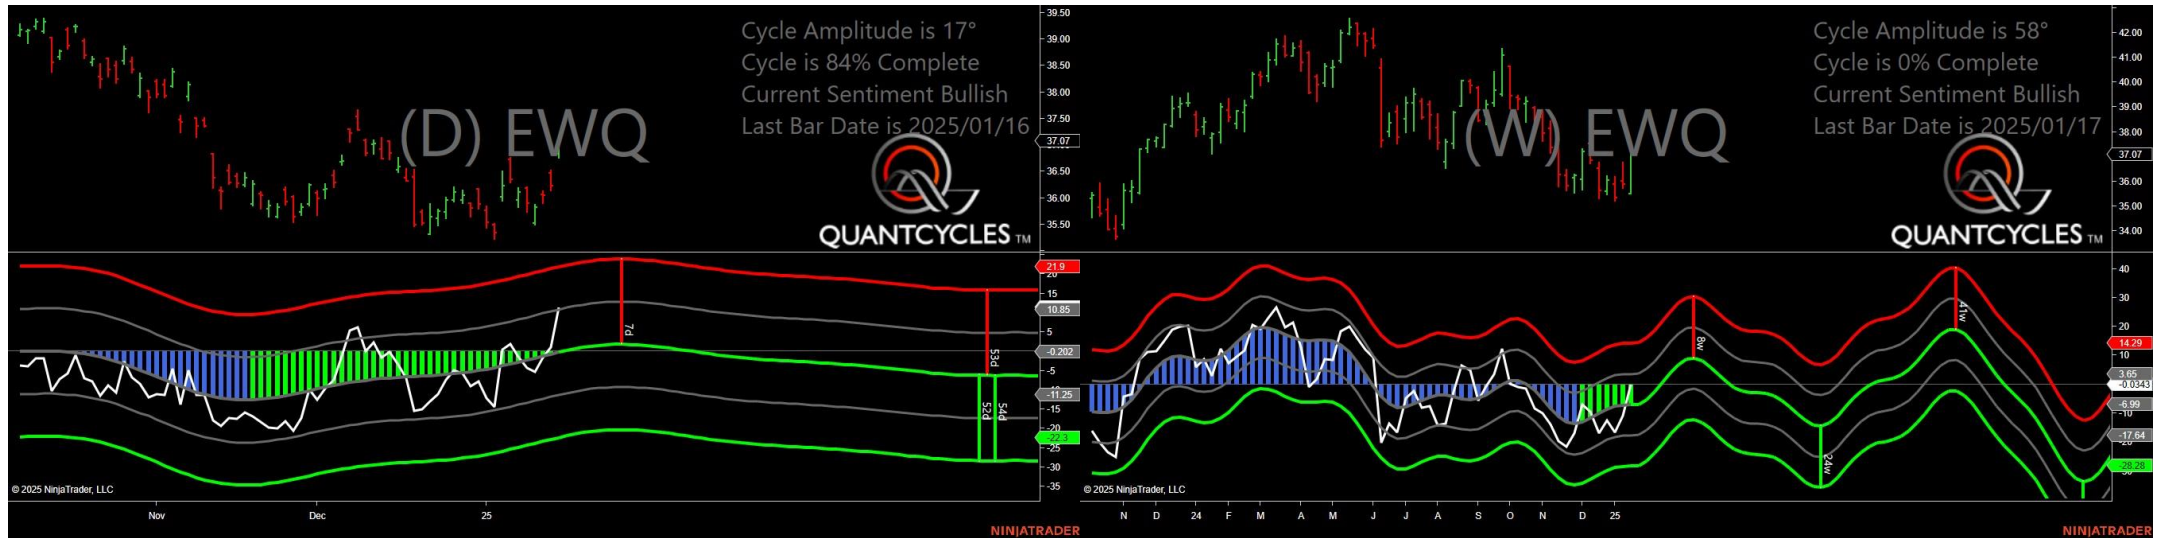 Cycle Amplitude is 17°
Cycle is 84% Complete
Current Sentiment Bullish
Last Bar Date is 2025/01/16
(D) EWQ
QUANTCYCLES TM
39.50
39.00
38.50
38.00
37.50
37.07
36.50
36.00
35.50
21.9
20
15
10.85
5
-0.202
-5
-11.25
-15
-20
-22.3
-25
-30
-35
7d
53d
52d
54d
© 2025 NinjaTrader, LLC
Nov
Dec
25
NINJATRADER
Cycle Amplitude is 58°
Cycle is 0% Complete
Current Sentiment Bullish
Last Bar Date is 2025/01/17
(W) EWQ
QUANTCYCLES TM
42.00
41.00
40.00
39.00
38.00
37.07
36.00
35.00
34.00
40
30
20
14.29
10
3.65
-0.0343
-6.99
-10
-17.64
-28.28
8w
24w
41w
© 2025 NinjaTrader, LLC
N D 24 F M A M J J A S O N D 25
NINJATRADER